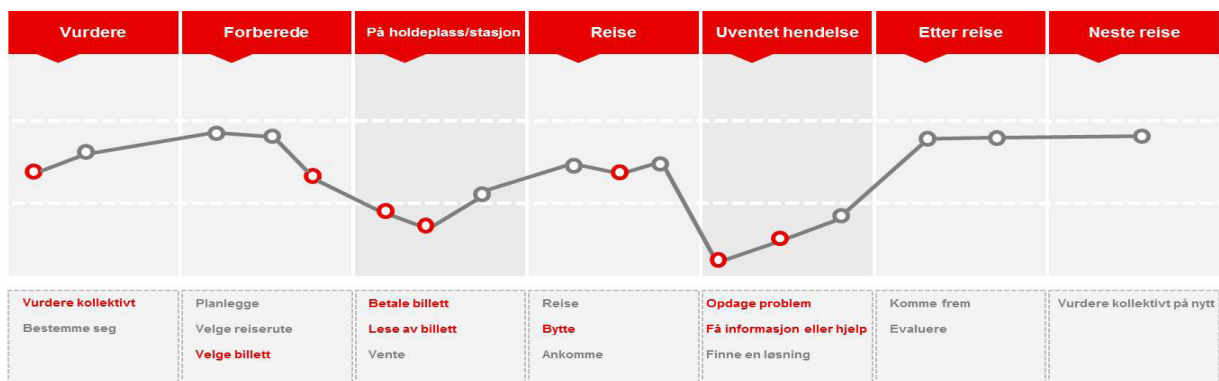 Vurdere
Forberede
På holdeplass/stasjon
Reise
Uventet hendelse
Etter reise
Neste reise
Vurdere kollektivt
Bestemme seg
Planlegge
Velge reiserute
Velge billett
Betale billett
Lese av billett
Vente
Reise
Bytte
Ankomme
Opdage problem
Få informasjon eller hjelp
Finne en løsning
Komme frem
Evaluere
Vurdere kollektivt på nytt